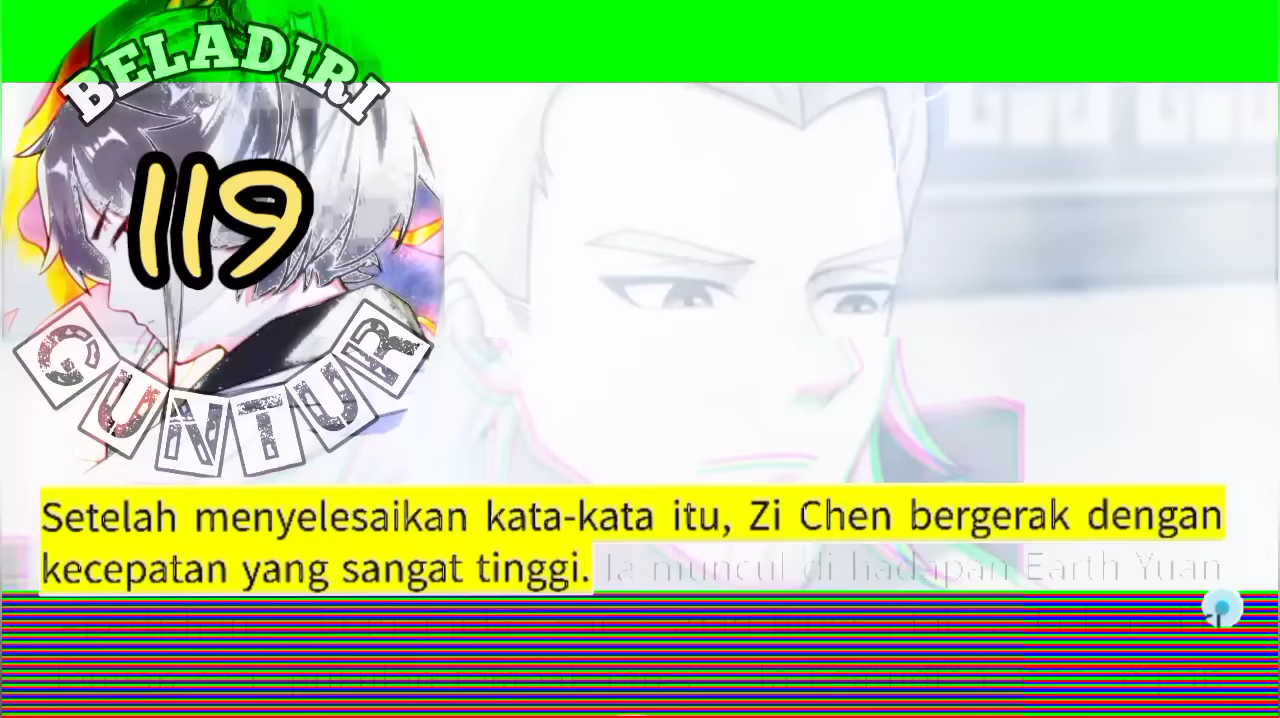 BELADIRI
119
GUNTUR
Setelah menyelesaikan kata-kata itu, Zi Chen bergerak dengan
kecepatan yang sangat tinggi. Ia muncul di hadapan Earth Yuan